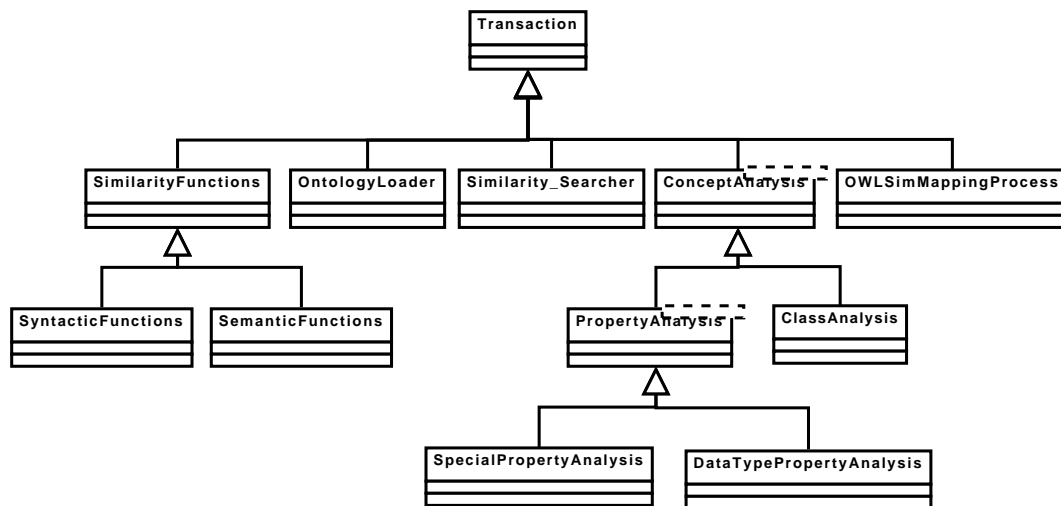 Transaction
SimilarityFunctions
OntologyLoader
Similarity_Searcher
ConceptAnalysis
OWLSimMappingProcess
SyntacticFunctions
SemanticFunctions
PropertyAnalysis
ClassAnalysis
SpecialPropertyAnalysis
DataTypePropertyAnalysis